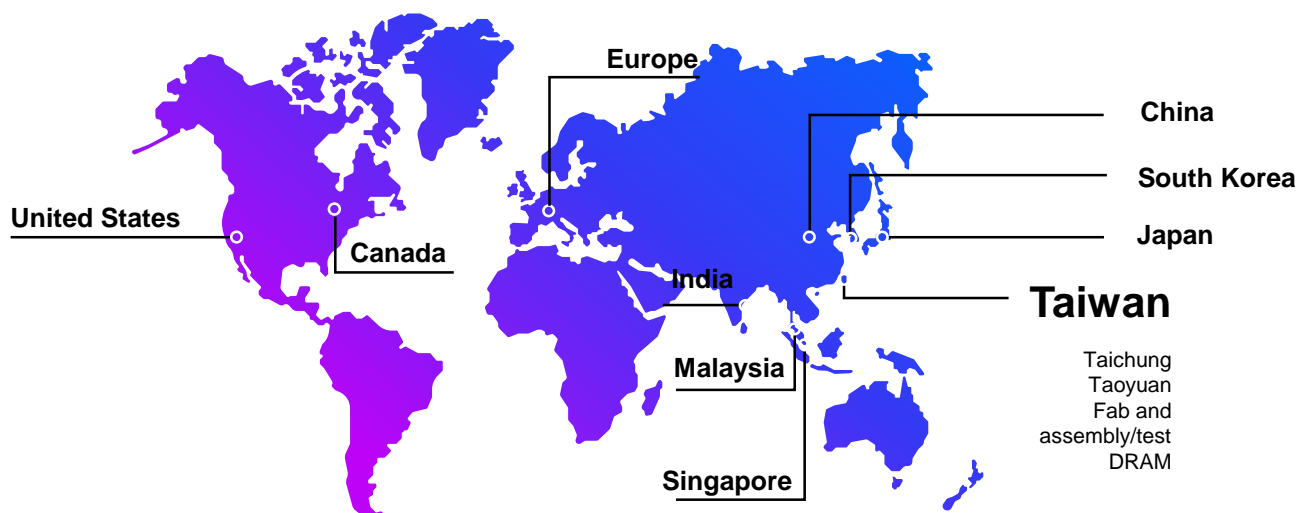 Europe
China
South Korea
United States
Japan
Canada
India
Taiwan
Taichung
Taoyuan
Fab and
assembly/test
DRAM
Malaysia
Singapore